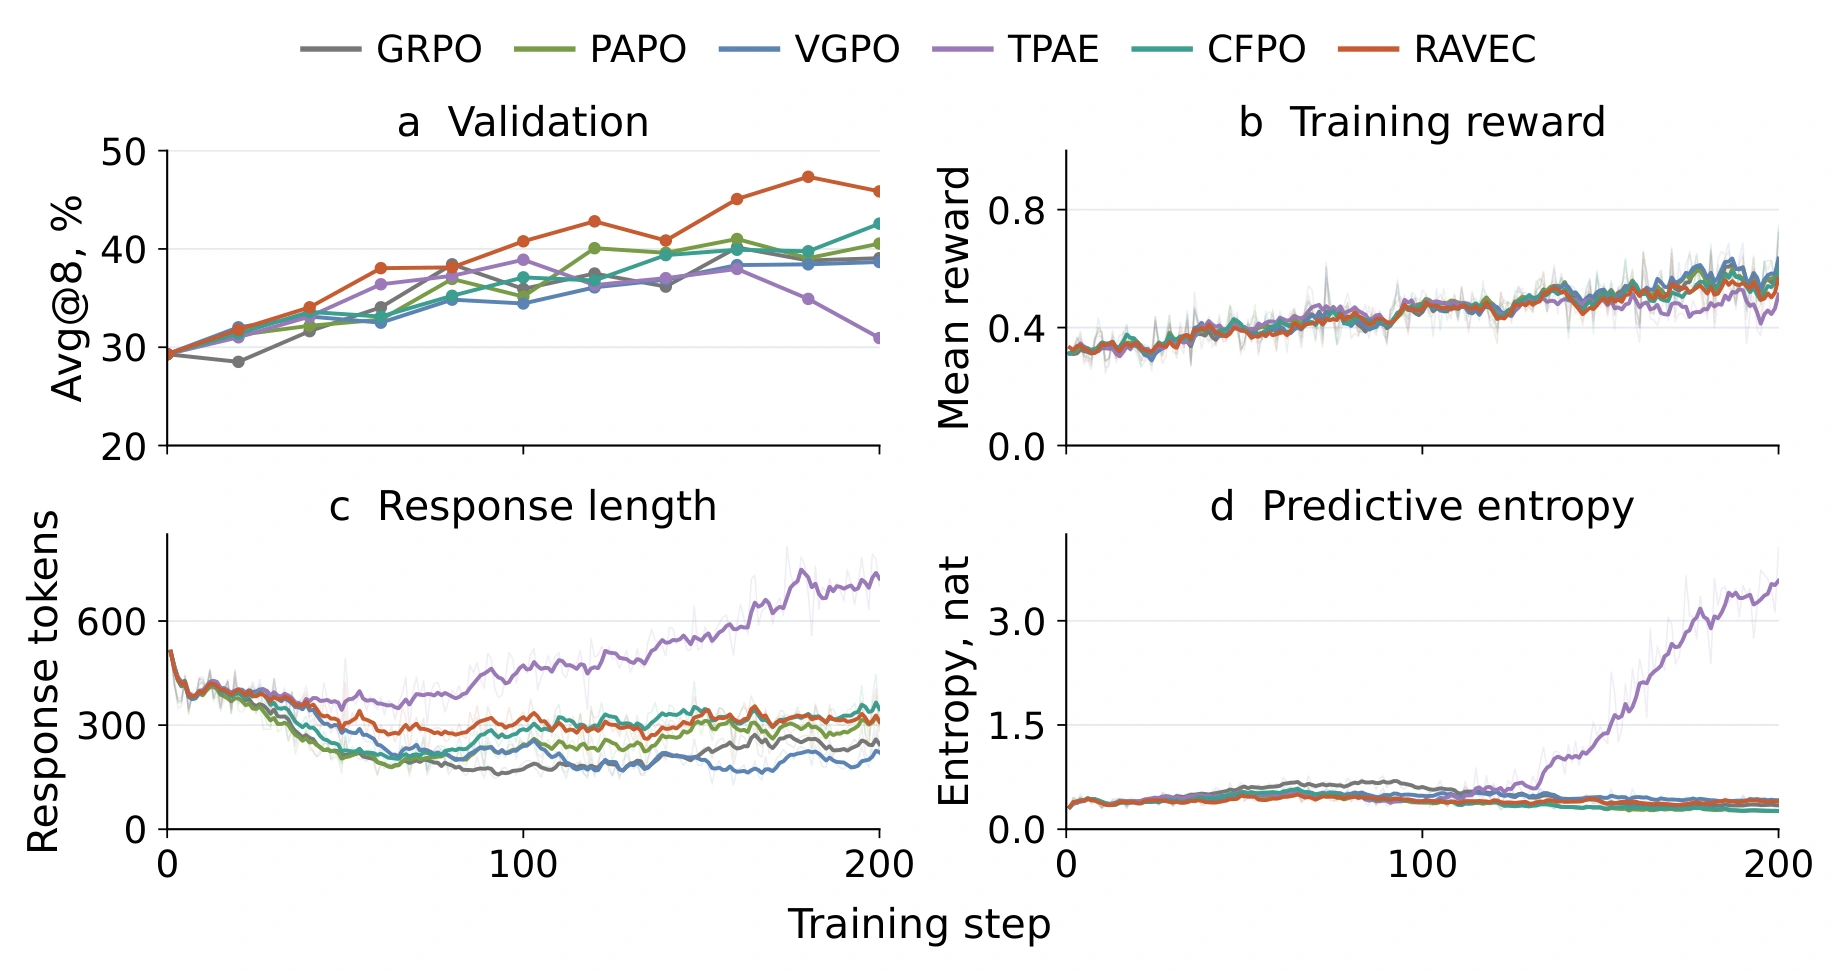 GRPO PAPO VGPO TPAE CFPO RAVEC
a Validation
Avg@8, %
50
40
30
20
b Training reward
Mean reward
0.8
0.4
0.0
c Response length
Response tokens
600
300
0
0 100 200
d Predictive entropy
Entropy, nat
3.0
1.5
0.0
0 100 200
Training step